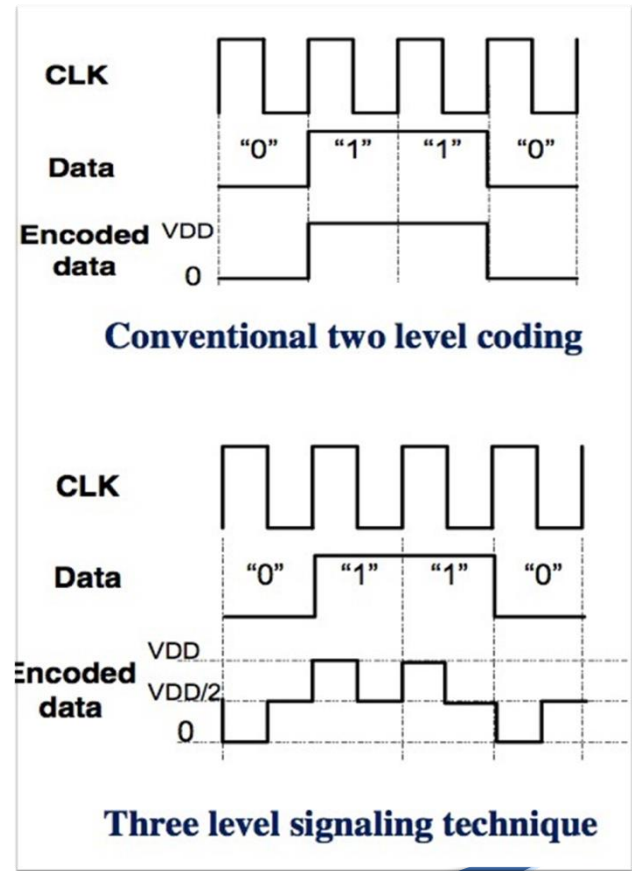 CLK
Data
"0" "1" "1" "0"
Encoded data
VDD
0
Conventional two level coding
CLK
Data
"0" "1" "1" "0"
Encoded data
VDD
VDD/2
0
Three level signaling technique